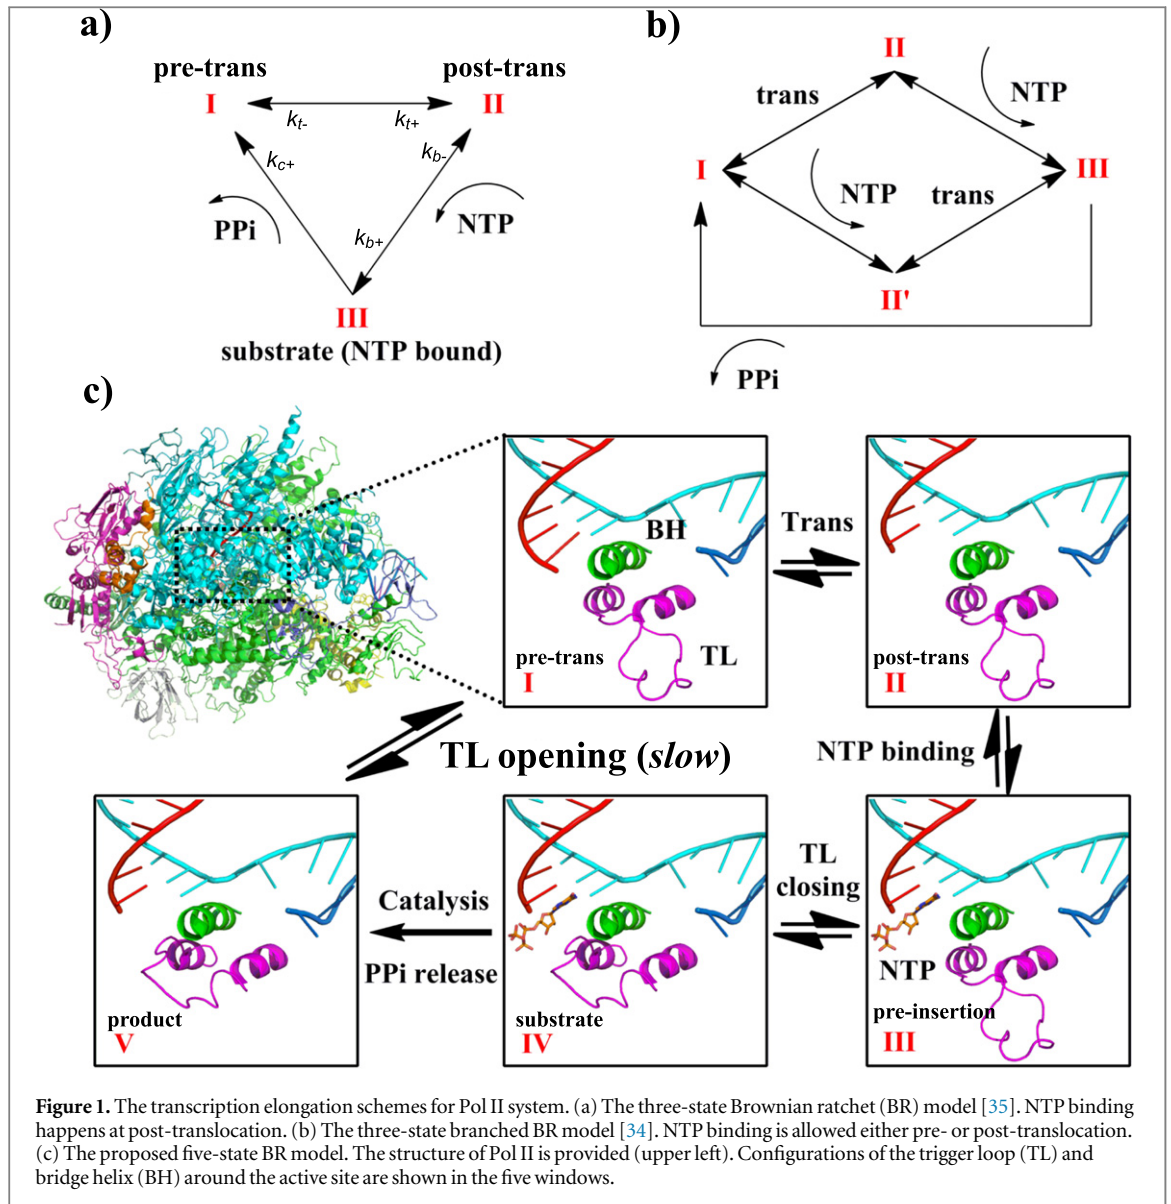 a)
pre-trans
post-trans
I
II
kt-
kt+
kc+
kb-
PPi
NTP
kb+
III
substrate (NTP bound)
b)
II
trans
NTP
I
NTP
trans
III
II'
PPi
c)
BH
TL
pre-trans
I
Trans
post-trans
II
TL opening (slow)
NTP binding
product
V
Catalysis
PPi release
substrate
IV
TL
closing
NTP
pre-insertion
III
Figure 1. The transcription elongation schemes for Pol II system. (a) The three-state Brownian ratchet (BR) model [35]. NTP binding
happens at post-translocation. (b) The three-state branched BR model [34]. NTP binding is allowed either pre- or post-translocation.
(c) The proposed five-state BR model. The structure of Pol II is provided (upper left). Configurations of the trigger loop (TL) and
bridge helix (BH) around the active site are shown in the five windows.